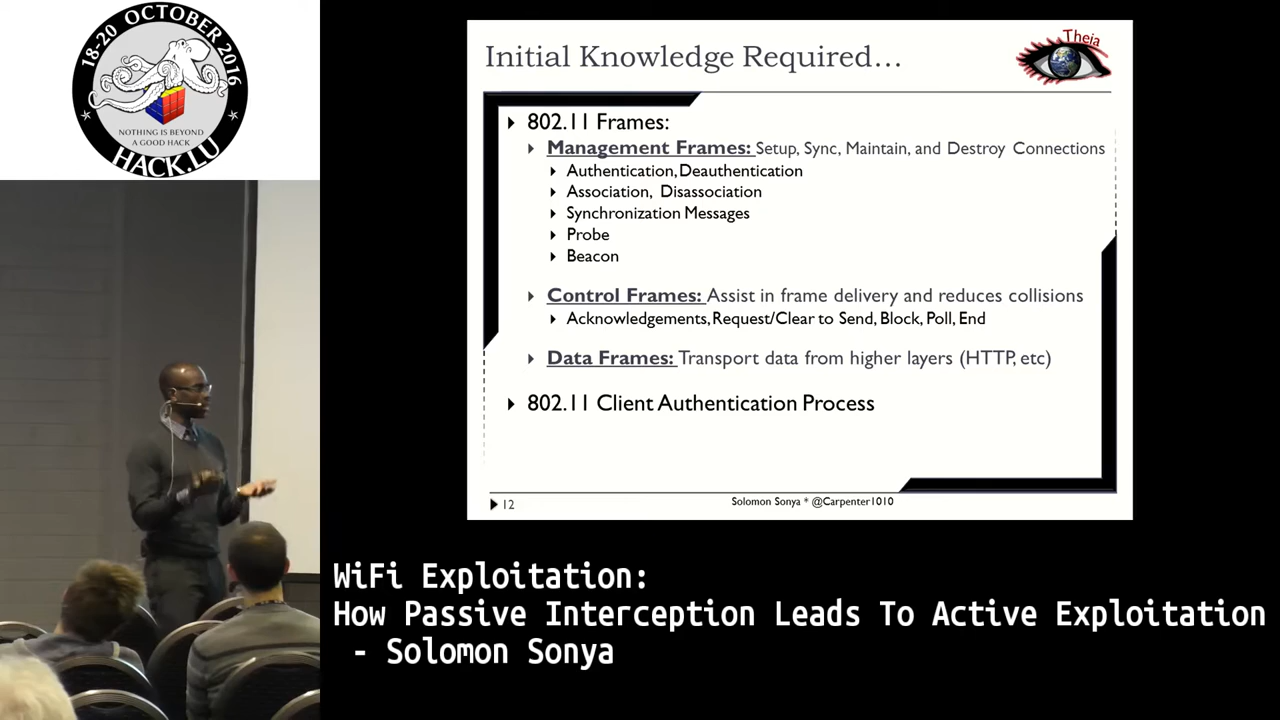 18-20 OCTOBER 2016
NOTHING IS BEYOND
A GOOD HACK
HACK.LU
Initial Knowledge Required...
Theia
802.11 Frames:
Management Frames: Setup, Sync, Maintain, and Destroy Connections
Authentication, Deauthentication
Association, Disassociation
Synchronization Messages
Probe
Beacon
Control Frames: Assist in frame delivery and reduces collisions
Acknowledgements, Request/Clear to Send, Block, Poll, End
Data Frames: Transport data from higher layers (HTTP, etc)
802.11 Client Authentication Process
12
Solomon Sonya * @Carpenter1010
WiFi Exploitation:
How Passive Interception Leads To Active Exploitation
- Solomon Sonya